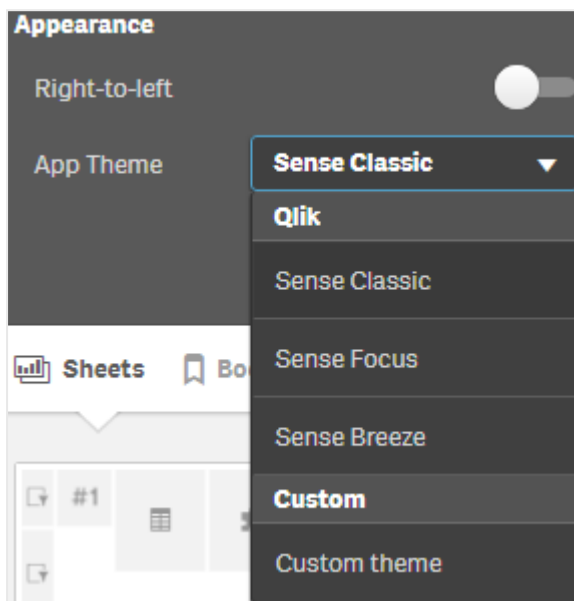 Appearance
Right-to-left
App Theme
Sense Classic
Qlik
Sense Classic
Sense Focus
Sense Breeze
Custom
Custom theme
Sheets
#1